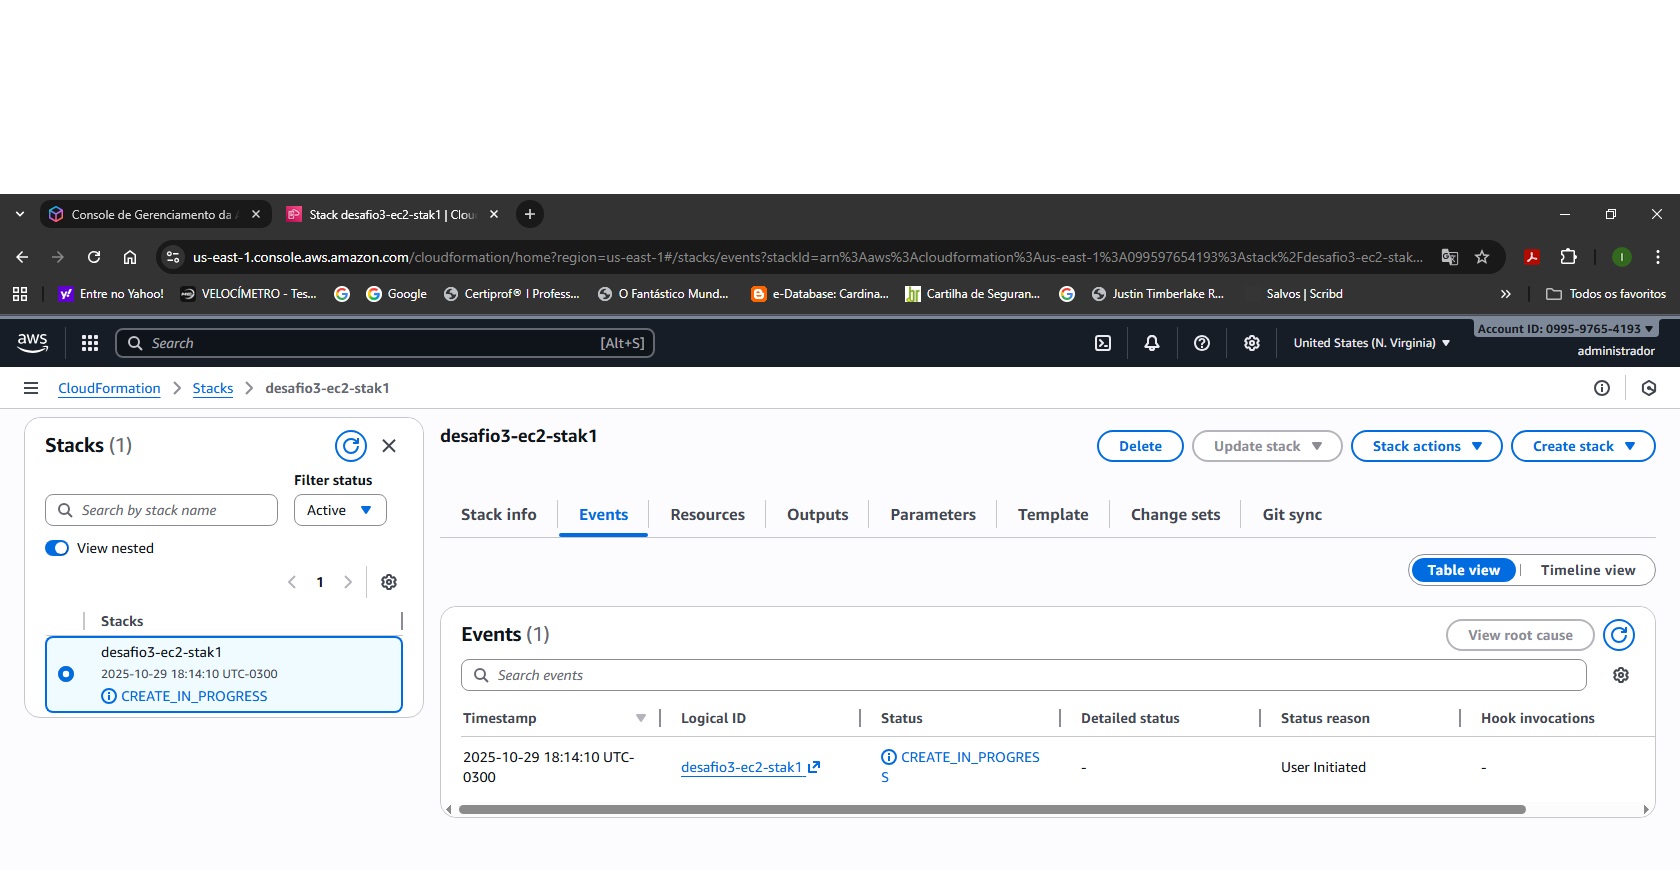 Console de Gerenciamento da
Stack desafio3-ec2-stak1 | Clou
us-east-1.console.aws.amazon.com/cloudformation/home?region=us-east-1#/stacks/events?stackId=arn%3Aaws%3Acloudformation%3Aus-east-1%3A099597654193%3Astack%2Fdesafio3-ec2-stak...
I
Entre no Yahoo!
VELOCÍMETRO - Tes...
Google
Certiprof® I Profess...
O Fantástico Mund...
e-Database: Cardina...
Cartilha de Seguran...
Justin Timberlake R...
Salvos | Scribd
Todos os favoritos
aws
Search
[Alt+S]
United States (N. Virginia)
Account ID: 0995-9765-4193
administrador
CloudFormation
Stacks
desafio3-ec2-stak1
Stacks (1)
Filter status
Search by stack name
Active
View nested
1
Stacks
desafio3-ec2-stak1
2025-10-29 18:14:10 UTC-0300
CREATE_IN_PROGRESS
desafio3-ec2-stak1
Delete
Update stack
Stack actions
Create stack
Stack info
Events
Resources
Outputs
Parameters
Template
Change sets
Git sync
Table view
Timeline view
Events (1)
View root cause
Search events
Timestamp
Logical ID
Status
Detailed status
Status reason
Hook invocations
2025-10-29 18:14:10 UTC-
0300
desafio3-ec2-stak1
CREATE_IN_PROGRES
S
-
User Initiated
-